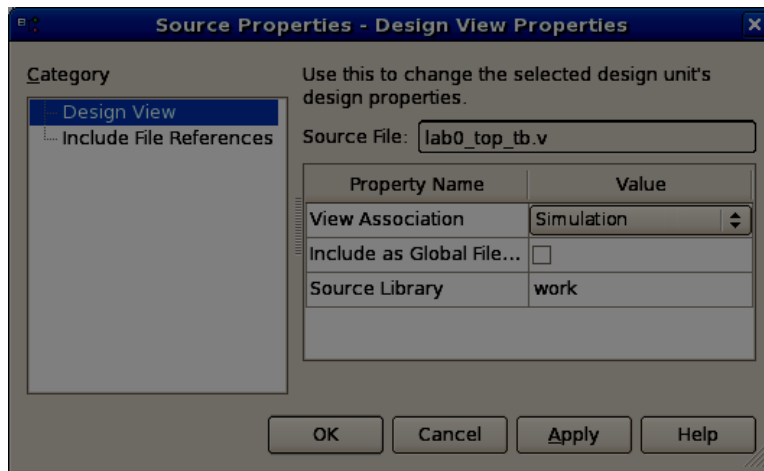 Source Properties - Design View Properties
Category
Design View
Include File References
Use this to change the selected design unit's
design properties.
Source File: lab0_top_tb.v
Property Name Value
View Association Simulation
Include as Global File...
Source Library work
OK Cancel Apply Help